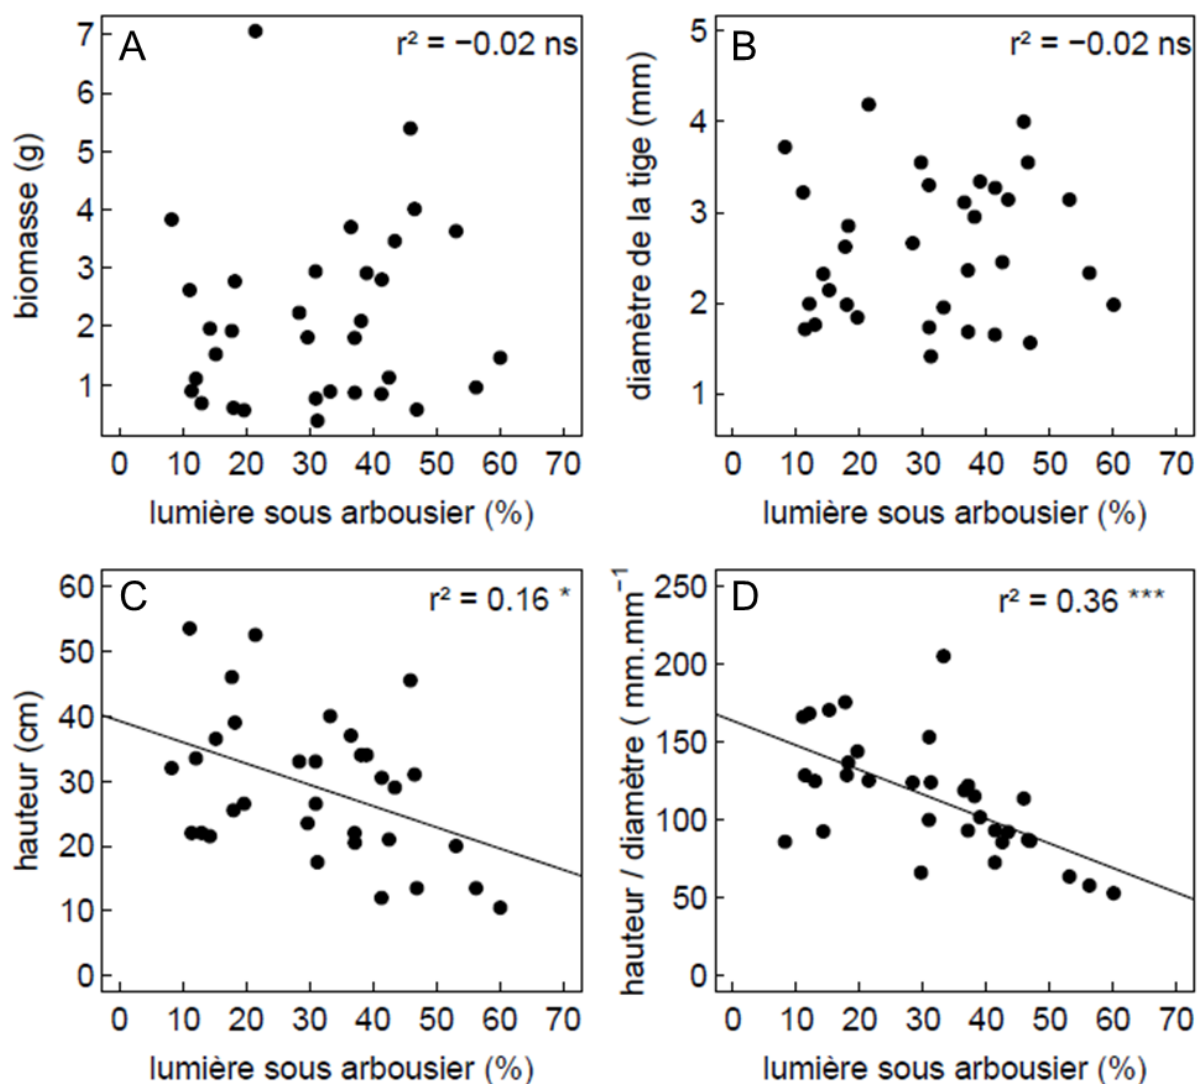 A
r² = −0.02 ns
biomasse (g)
7
6
5
4
3
2
1
0 10 20 30 40 50 60 70
lumière sous arbousier (%)
B
r² = −0.02 ns
diamètre de la tige (mm)
5
4
3
2
1
0 10 20 30 40 50 60 70
lumière sous arbousier (%)
C
r² = 0.16 *
hauteur (cm)
60
50
40
30
20
10
0
0 10 20 30 40 50 60 70
lumière sous arbousier (%)
D
r² = 0.36 ***
hauteur / diamètre ( mm.mm⁻¹
250
200
150
100
50
0
0 10 20 30 40 50 60 70
lumière sous arbousier (%)